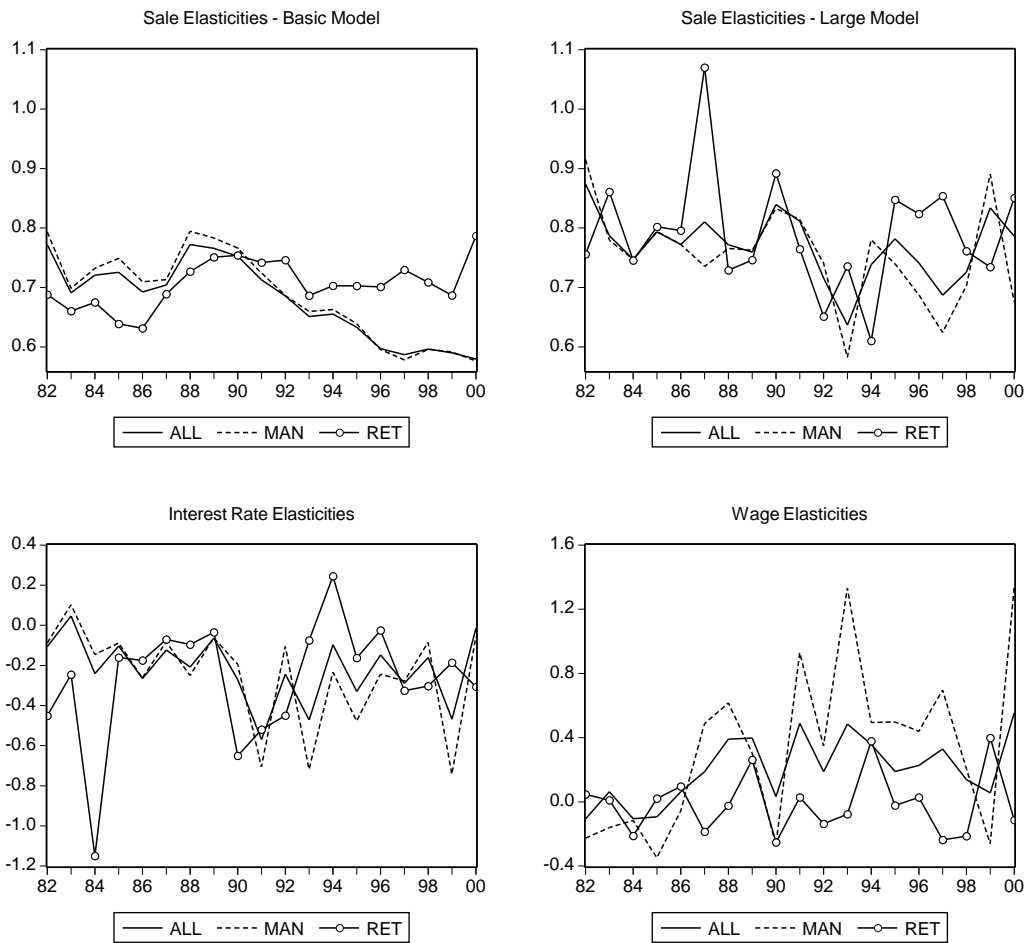 Sale Elasticities - Basic Model
1.1
1.0
0.9
0.8
0.7
0.6
82 84 86 88 90 92 94 96 98 00
ALL MAN RET
Sale Elasticities - Large Model
1.1
1.0
0.9
0.8
0.7
0.6
82 84 86 88 90 92 94 96 98 00
ALL MAN RET
Interest Rate Elasticities
0.4
0.2
0.0
-0.2
-0.4
-0.6
-0.8
-1.0
-1.2
82 84 86 88 90 92 94 96 98 00
ALL MAN RET
Wage Elasticities
1.6
1.2
0.8
0.4
0.0
-0.4
82 84 86 88 90 92 94 96 98 00
ALL MAN RET